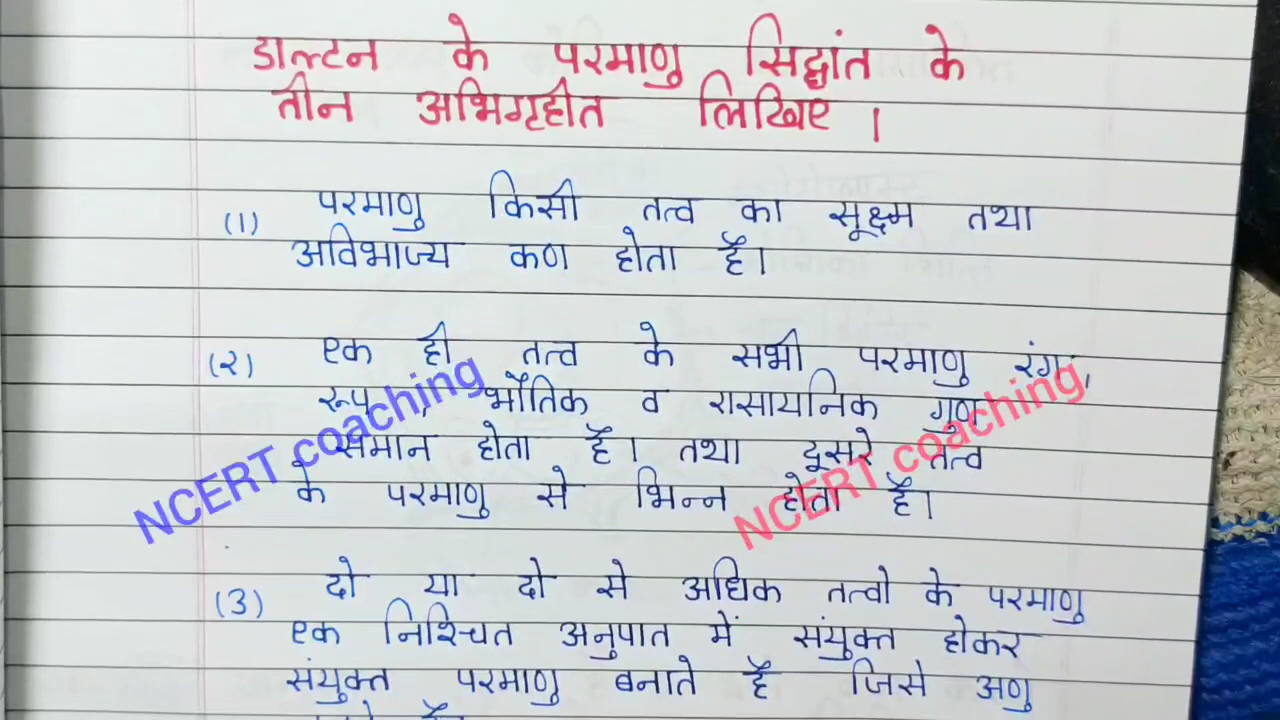 डाल्टन के परमाणु सिद्धांत के
तीन अभिगृहीत लिखिए ।
(1) परमाणु किसी तत्व का सूक्ष्म तथा
अविभाज्य कण होता है।
(२) एक ही तत्व के सभी परमाणु रंग,
रूप, भौतिक व रासायनिक गुण
समान होता है। तथा दूसरे तत्व
के परमाणु से भिन्न होता है।
NCERT coaching
NCERT coaching
(3) दो या दो से अधिक तत्वो के परमाणु
एक निश्चित अनुपात में संयुक्त होकर
संयुक्त परमाणु बनाते है जिसे अणु